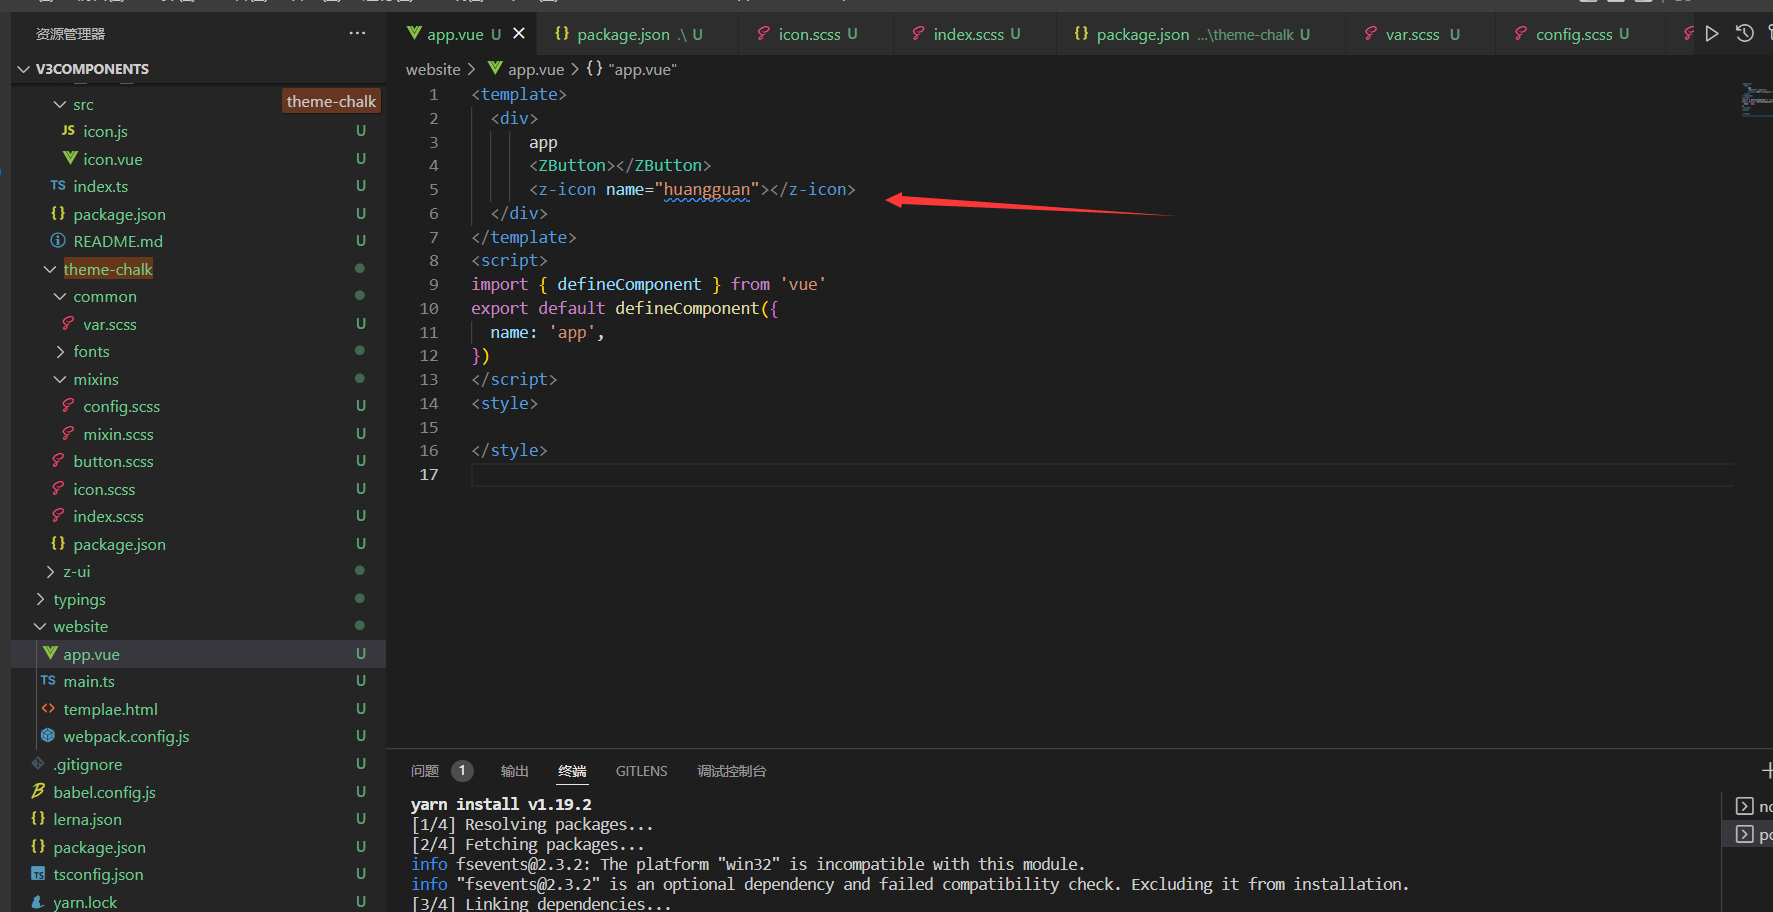 资源管理器
···
V3COMPONENTS
src
theme-chalk
JS icon.js U
icon.vue U
TS index.ts U
{} package.json U
README.md U
theme-chalk
common
var.scss U
fonts
mixins
config.scss U
mixin.scss U
button.scss U
icon.scss U
index.scss U
{} package.json U
z-ui
typings
website
app.vue U
TS main.ts U
<> templae.html U
webpack.config.js U
.gitignore U
babel.config.js U
{} lerna.json U
{} package.json U
TS tsconfig.json U
yarn.lock U
app.vue U
{} package.json .\ U
icon.scss U
index.scss U
{} package.json ...\theme-chalk U
var.scss U
config.scss U
website > app.vue > {} "app.vue"
1 <template>
2 <div>
3 app
4 <ZButton></ZButton>
5 <z-icon name="huangguan"></z-icon>
6 </div>
7 </template>
8 <script>
9 import { defineComponent } from 'vue'
10 export default defineComponent({
11 name: 'app',
12 })
13 </script>
14 <style>
15
16 </style>
17
问题 1 输出 终端 GITLENS 调试控制台
yarn install v1.19.2
[1/4] Resolving packages...
[2/4] Fetching packages...
info fsevents@2.3.2: The platform "win32" is incompatible with this module.
info "fsevents@2.3.2" is an optional dependency and failed compatibility check. Excluding it from installation.
[3/4] Linking dependencies...